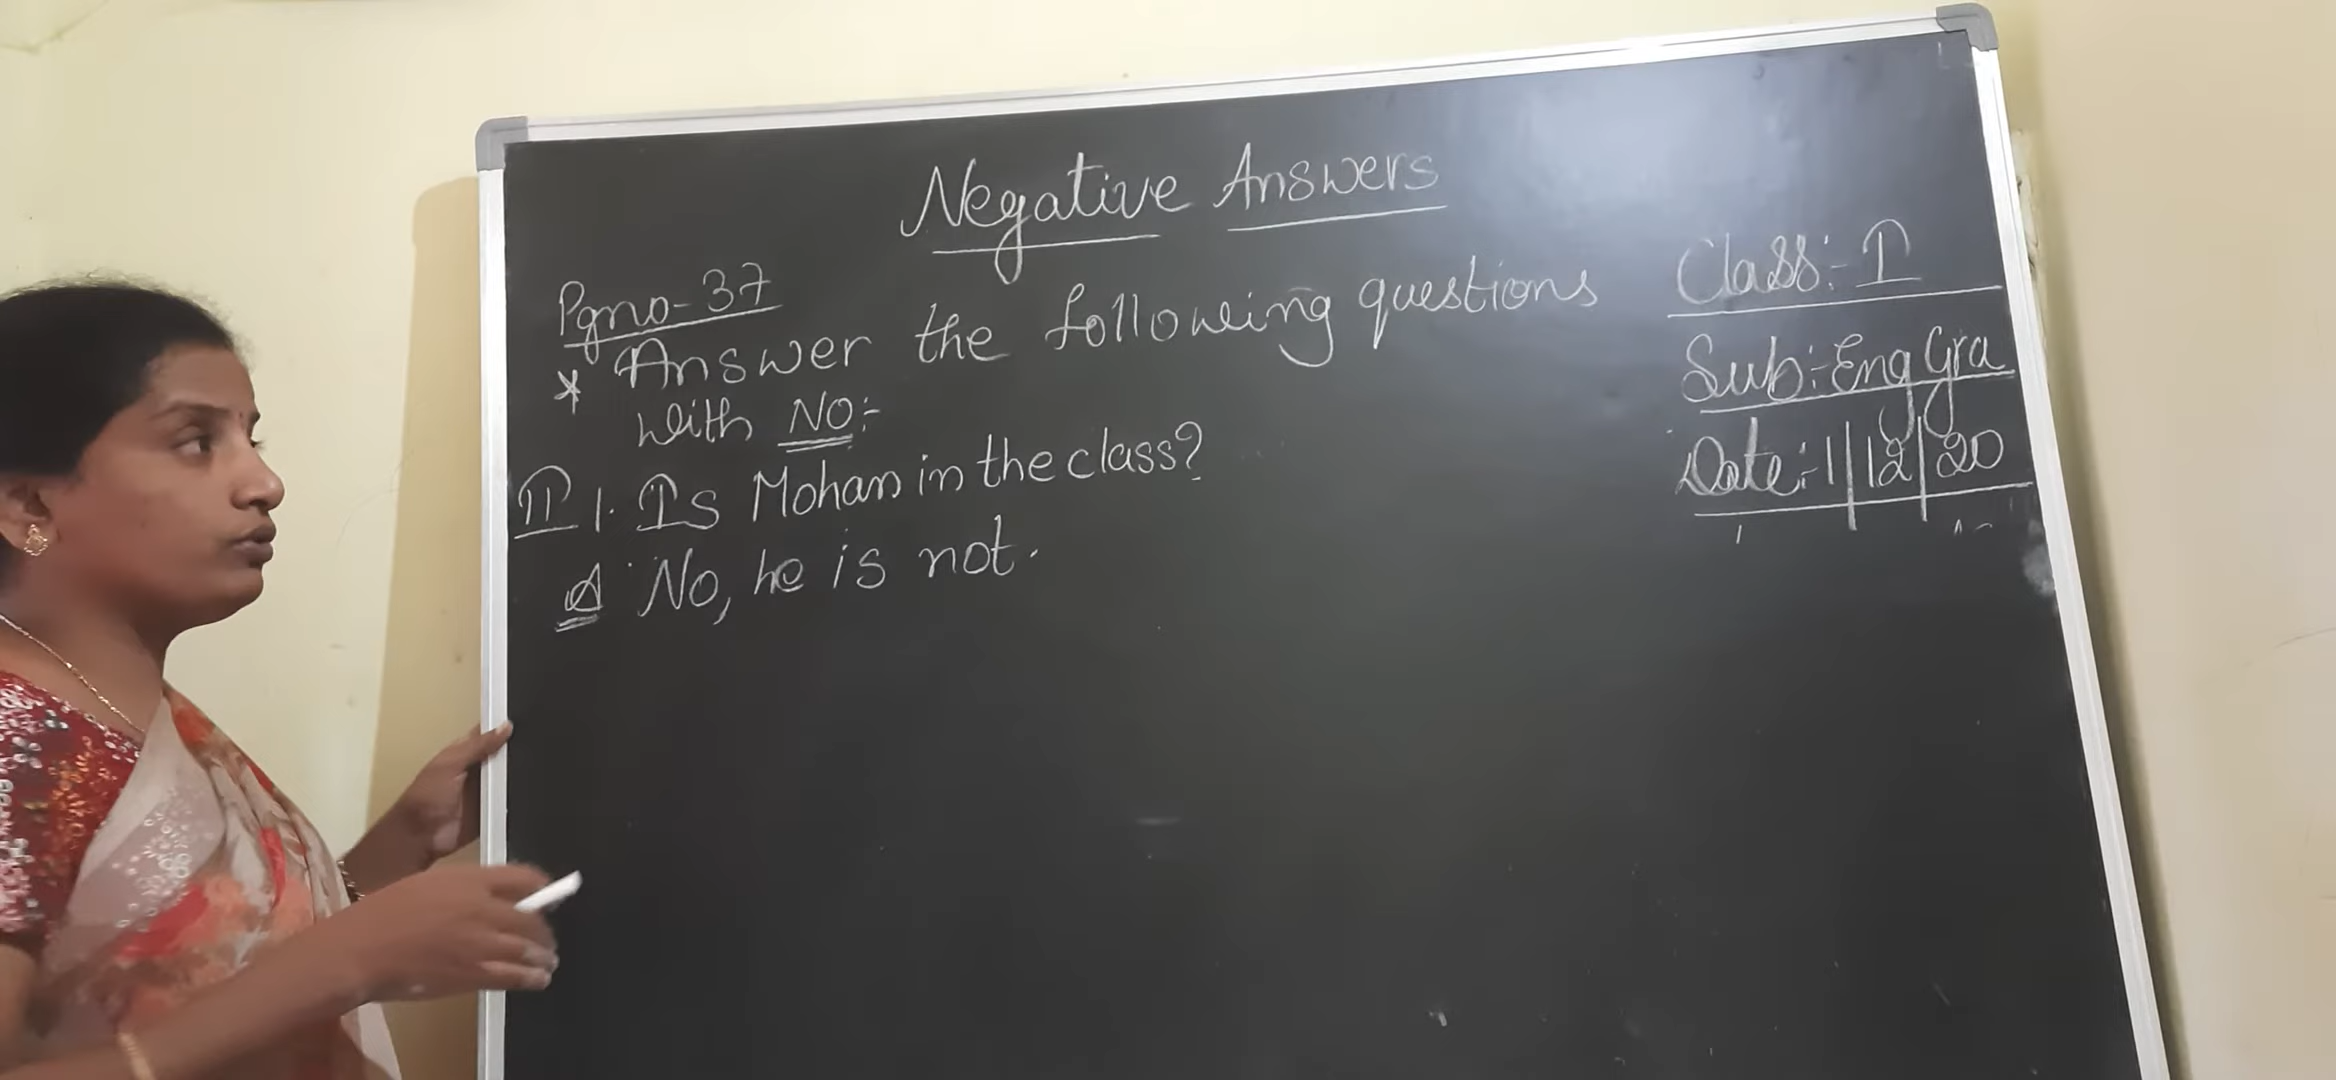 Negative Answers
Class:- I
Sub:- Eng Gra
Date:- 1/12/20
Pgno- 37
* Answer the following questions
with NO:-
II 1. Is Mohan in the class?
A No, he is not.